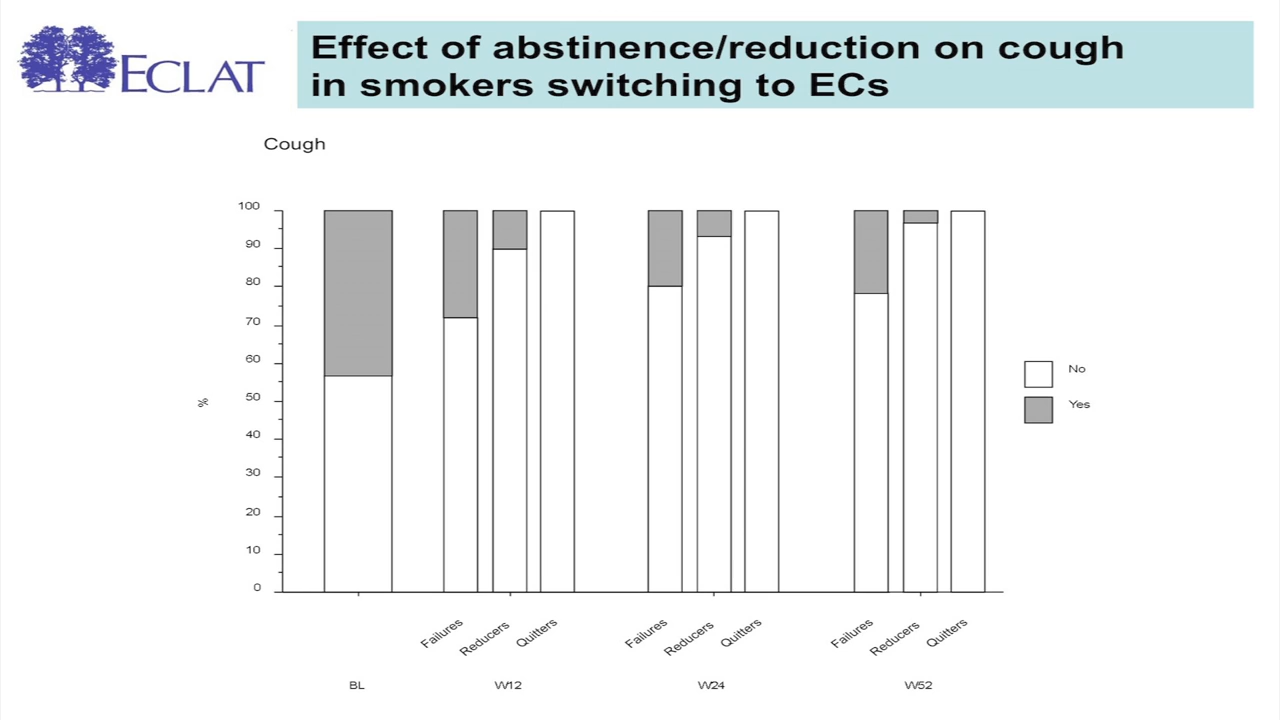 ECLAT
Effect of abstinence/reduction on cough
in smokers switching to ECs
Cough
100
90
80
70
60
50
40
30
20
10
0
%
No
Yes
Failures Reducers Quitters Failures Reducers Quitters Failures Reducers Quitters
BL W12 W24 W52